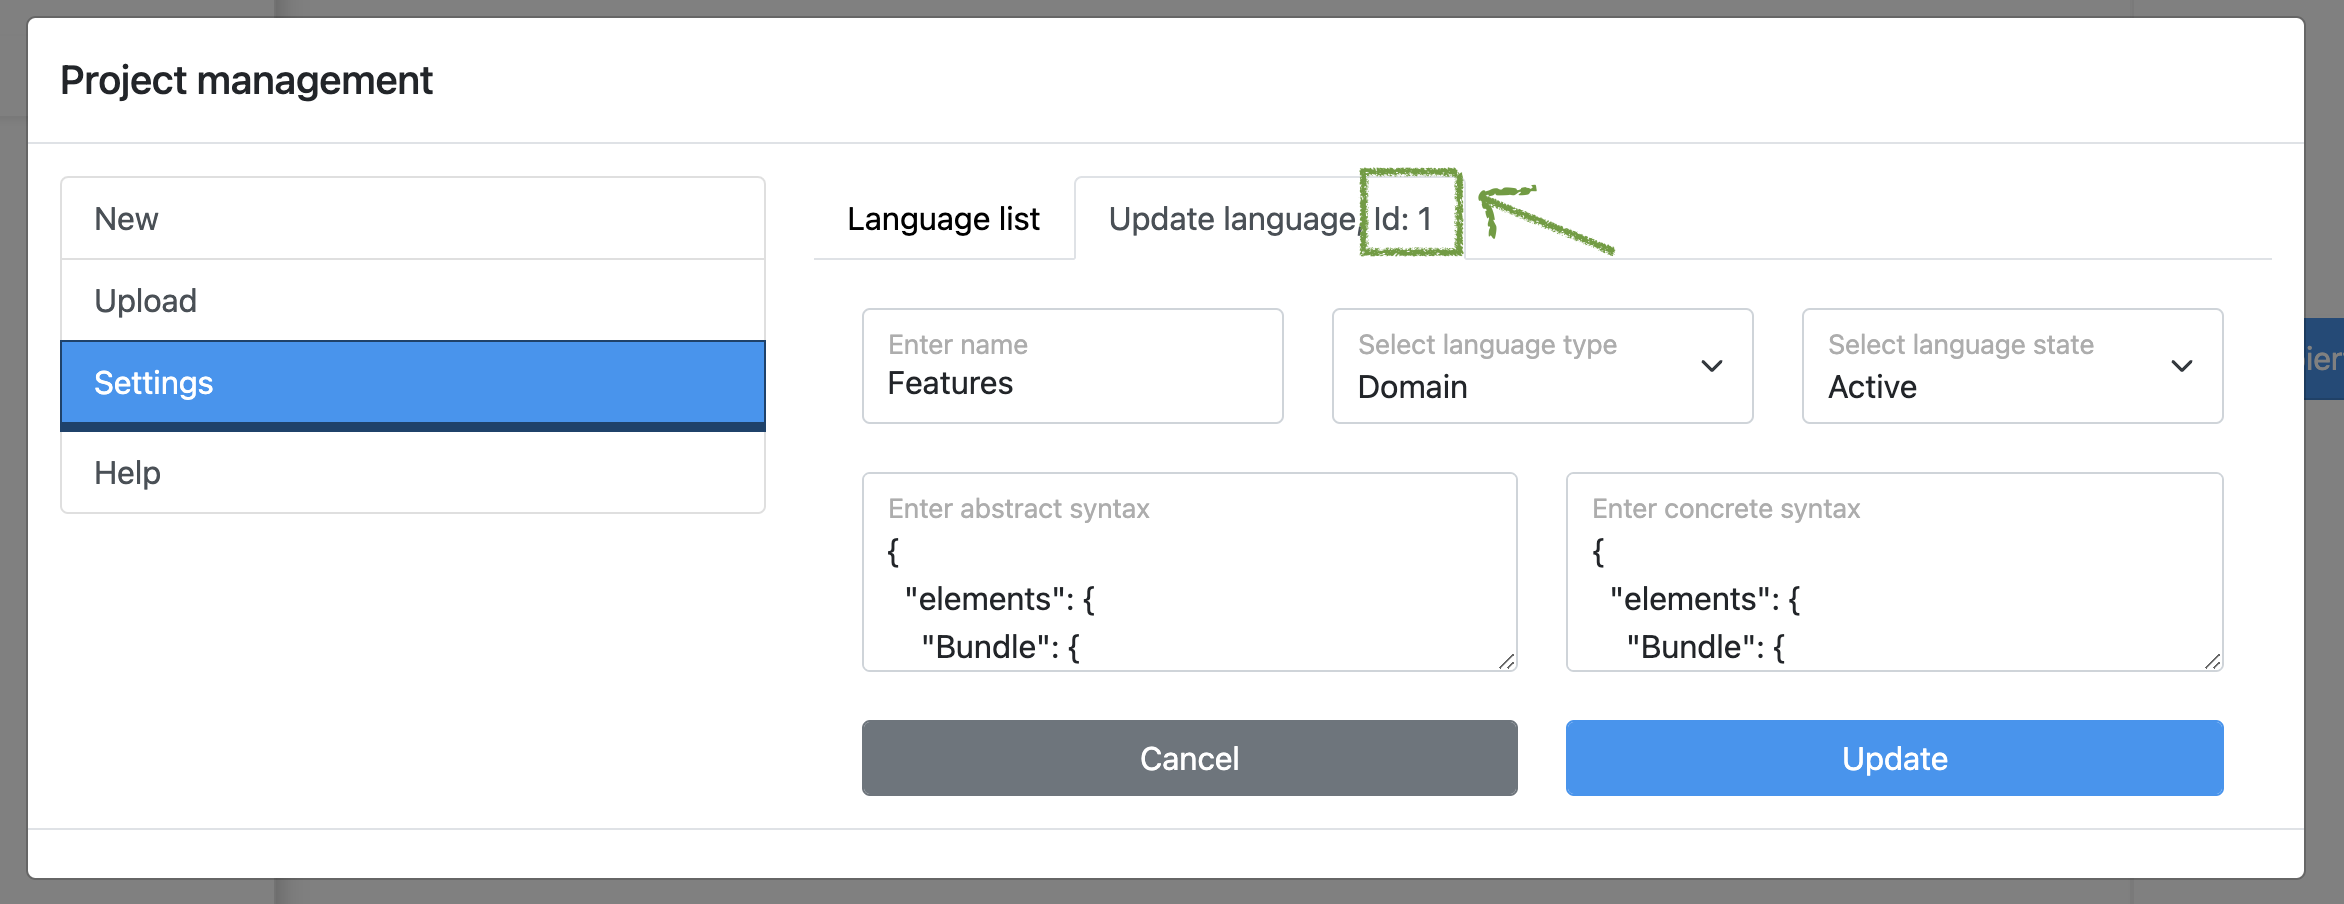 Project management
New
Upload
Settings
Help
Language list
Update language, Id: 1
Enter name
Features
Select language type
Domain
Select language state
Active
Enter abstract syntax
{
"elements": {
"Bundle": {
Enter concrete syntax
{
"elements": {
"Bundle": {
Cancel
Update